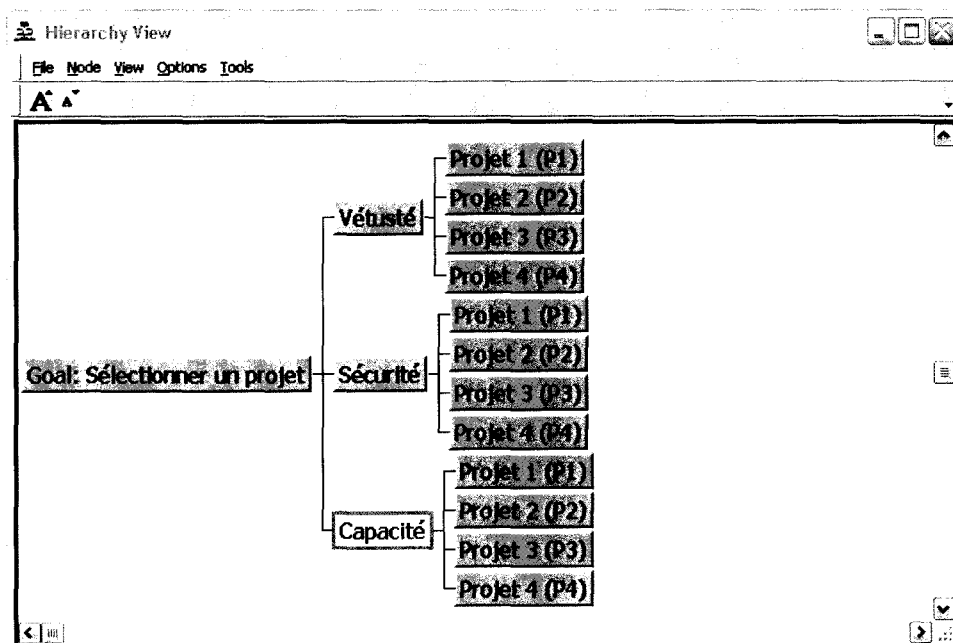 Hierarchy View
File Node View Options Tools
A A
Projet 1 (P1)
Projet 2 (P2)
Vétusté
Projet 3 (P3)
Projet 4 (P4)
Projet 1 (P1)
Projet 2 (P2)
Goal: Sélectionner un projet
Sécurité
Projet 3 (P3)
Projet 4 (P4)
Projet 1 (P1)
Projet 2 (P2)
Capacité
Projet 3 (P3)
Projet 4 (P4)